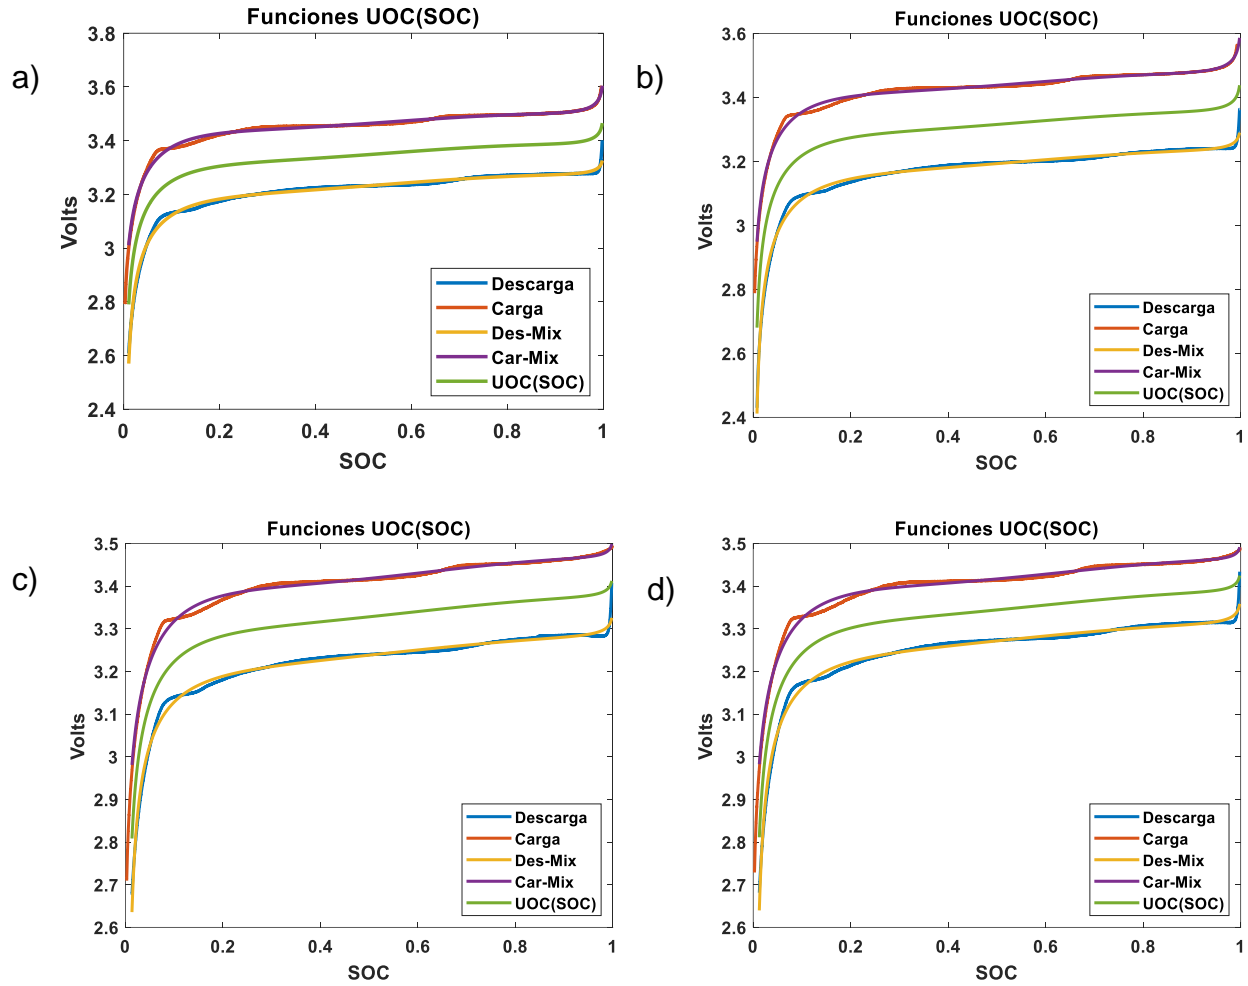 a)
Funciones UOC(SOC)
3.8
3.6
3.4
3.2
3
2.8
2.6
2.4
Volts
0
0.2
0.4
0.6
0.8
1
SOC
Descarga
Carga
Des-Mix
Car-Mix
UOC(SOC)
b)
Funciones UOC(SOC)
3.6
3.4
3.2
3
2.8
2.6
2.4
Volts
0
0.2
0.4
0.6
0.8
1
SOC
Descarga
Carga
Des-Mix
Car-Mix
UOC(SOC)
c)
Funciones UOC(SOC)
3.5
3.4
3.3
3.2
3.1
3
2.9
2.8
2.7
2.6
Volts
0
0.2
0.4
0.6
0.8
1
SOC
Descarga
Carga
Des-Mix
Car-Mix
UOC(SOC)
d)
Funciones UOC(SOC)
3.5
3.4
3.3
3.2
3.1
3
2.9
2.8
2.7
2.6
Volts
0
0.2
0.4
0.6
0.8
1
SOC
Descarga
Carga
Des-Mix
Car-Mix
UOC(SOC)